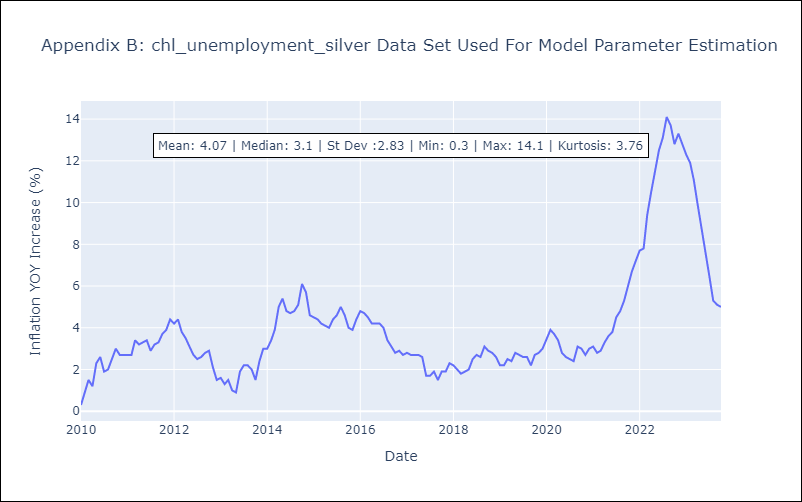 Appendix B: chl_unemployment_silver Data Set Used For Model Parameter Estimation
Mean: 4.07 | Median: 3.1 | St Dev :2.83 | Min: 0.3 | Max: 14.1 | Kurtosis: 3.76
Inflation YOY Increase (%)
14
12
10
8
6
4
2
0
2010 2012 2014 2016 2018 2020 2022
Date